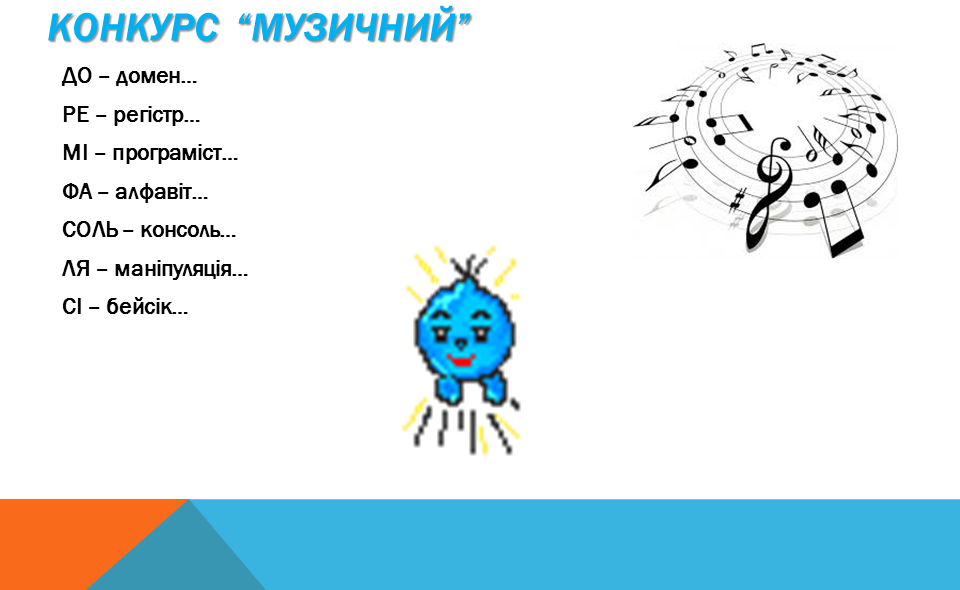 КОНКУРС “МУЗИЧНИЙ”
ДО – домен...
РЕ – регістр...
МІ – програміст...
ФА – алфавіт...
СОЛЬ – консоль...
ЛЯ – маніпуляція...
СІ – бейсік...